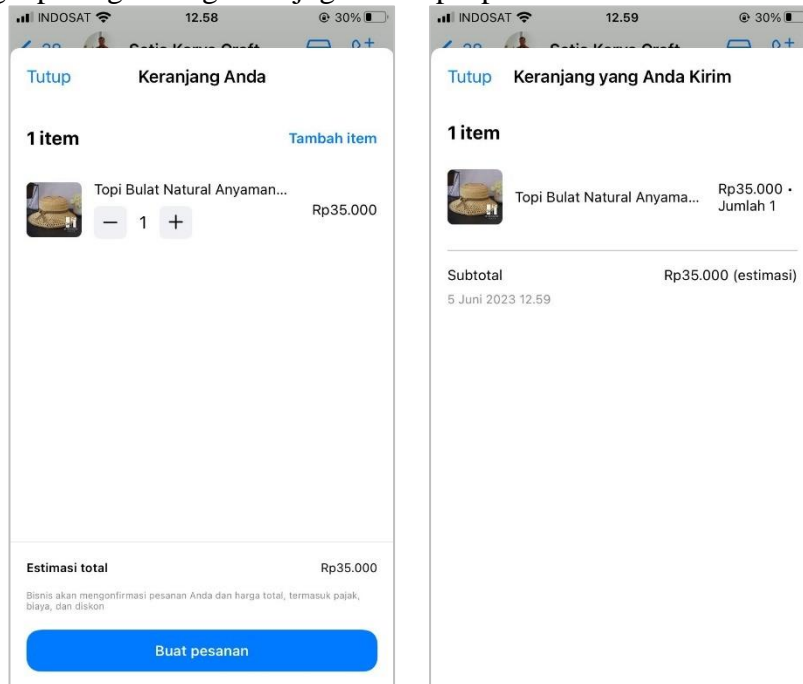 INDOSAT 12.58 30%
Tutup Keranjang Anda
1 item Tambah item
Topi Bulat Natural Anyaman...
1 Rp35.000
Estimasi total Rp35.000
Bisnis akan mengonfirmasi pesanan Anda dan harga total, termasuk pajak,
biaya, dan diskon
Buat pesanan
INDOSAT 12.59 30%
Tutup Keranjang yang Anda Kirim
1 item
Topi Bulat Natural Anyama... Rp35.000 •
Jumlah 1
Subtotal Rp35.000 (estimasi)
5 Juni 2023 12.59